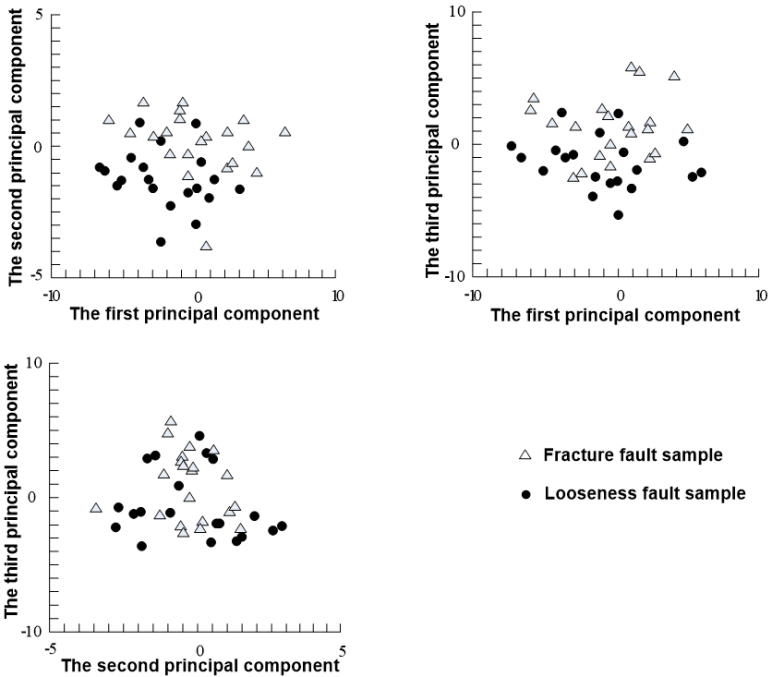 5
0
-5
The second principal component
-10
0
10
The first principal component
10
0
-10
The third principal component
-10
0
10
The first principal component
10
0
-10
The third principal component
-5
0
5
The second principal component
Fracture fault sample
Looseness fault sample